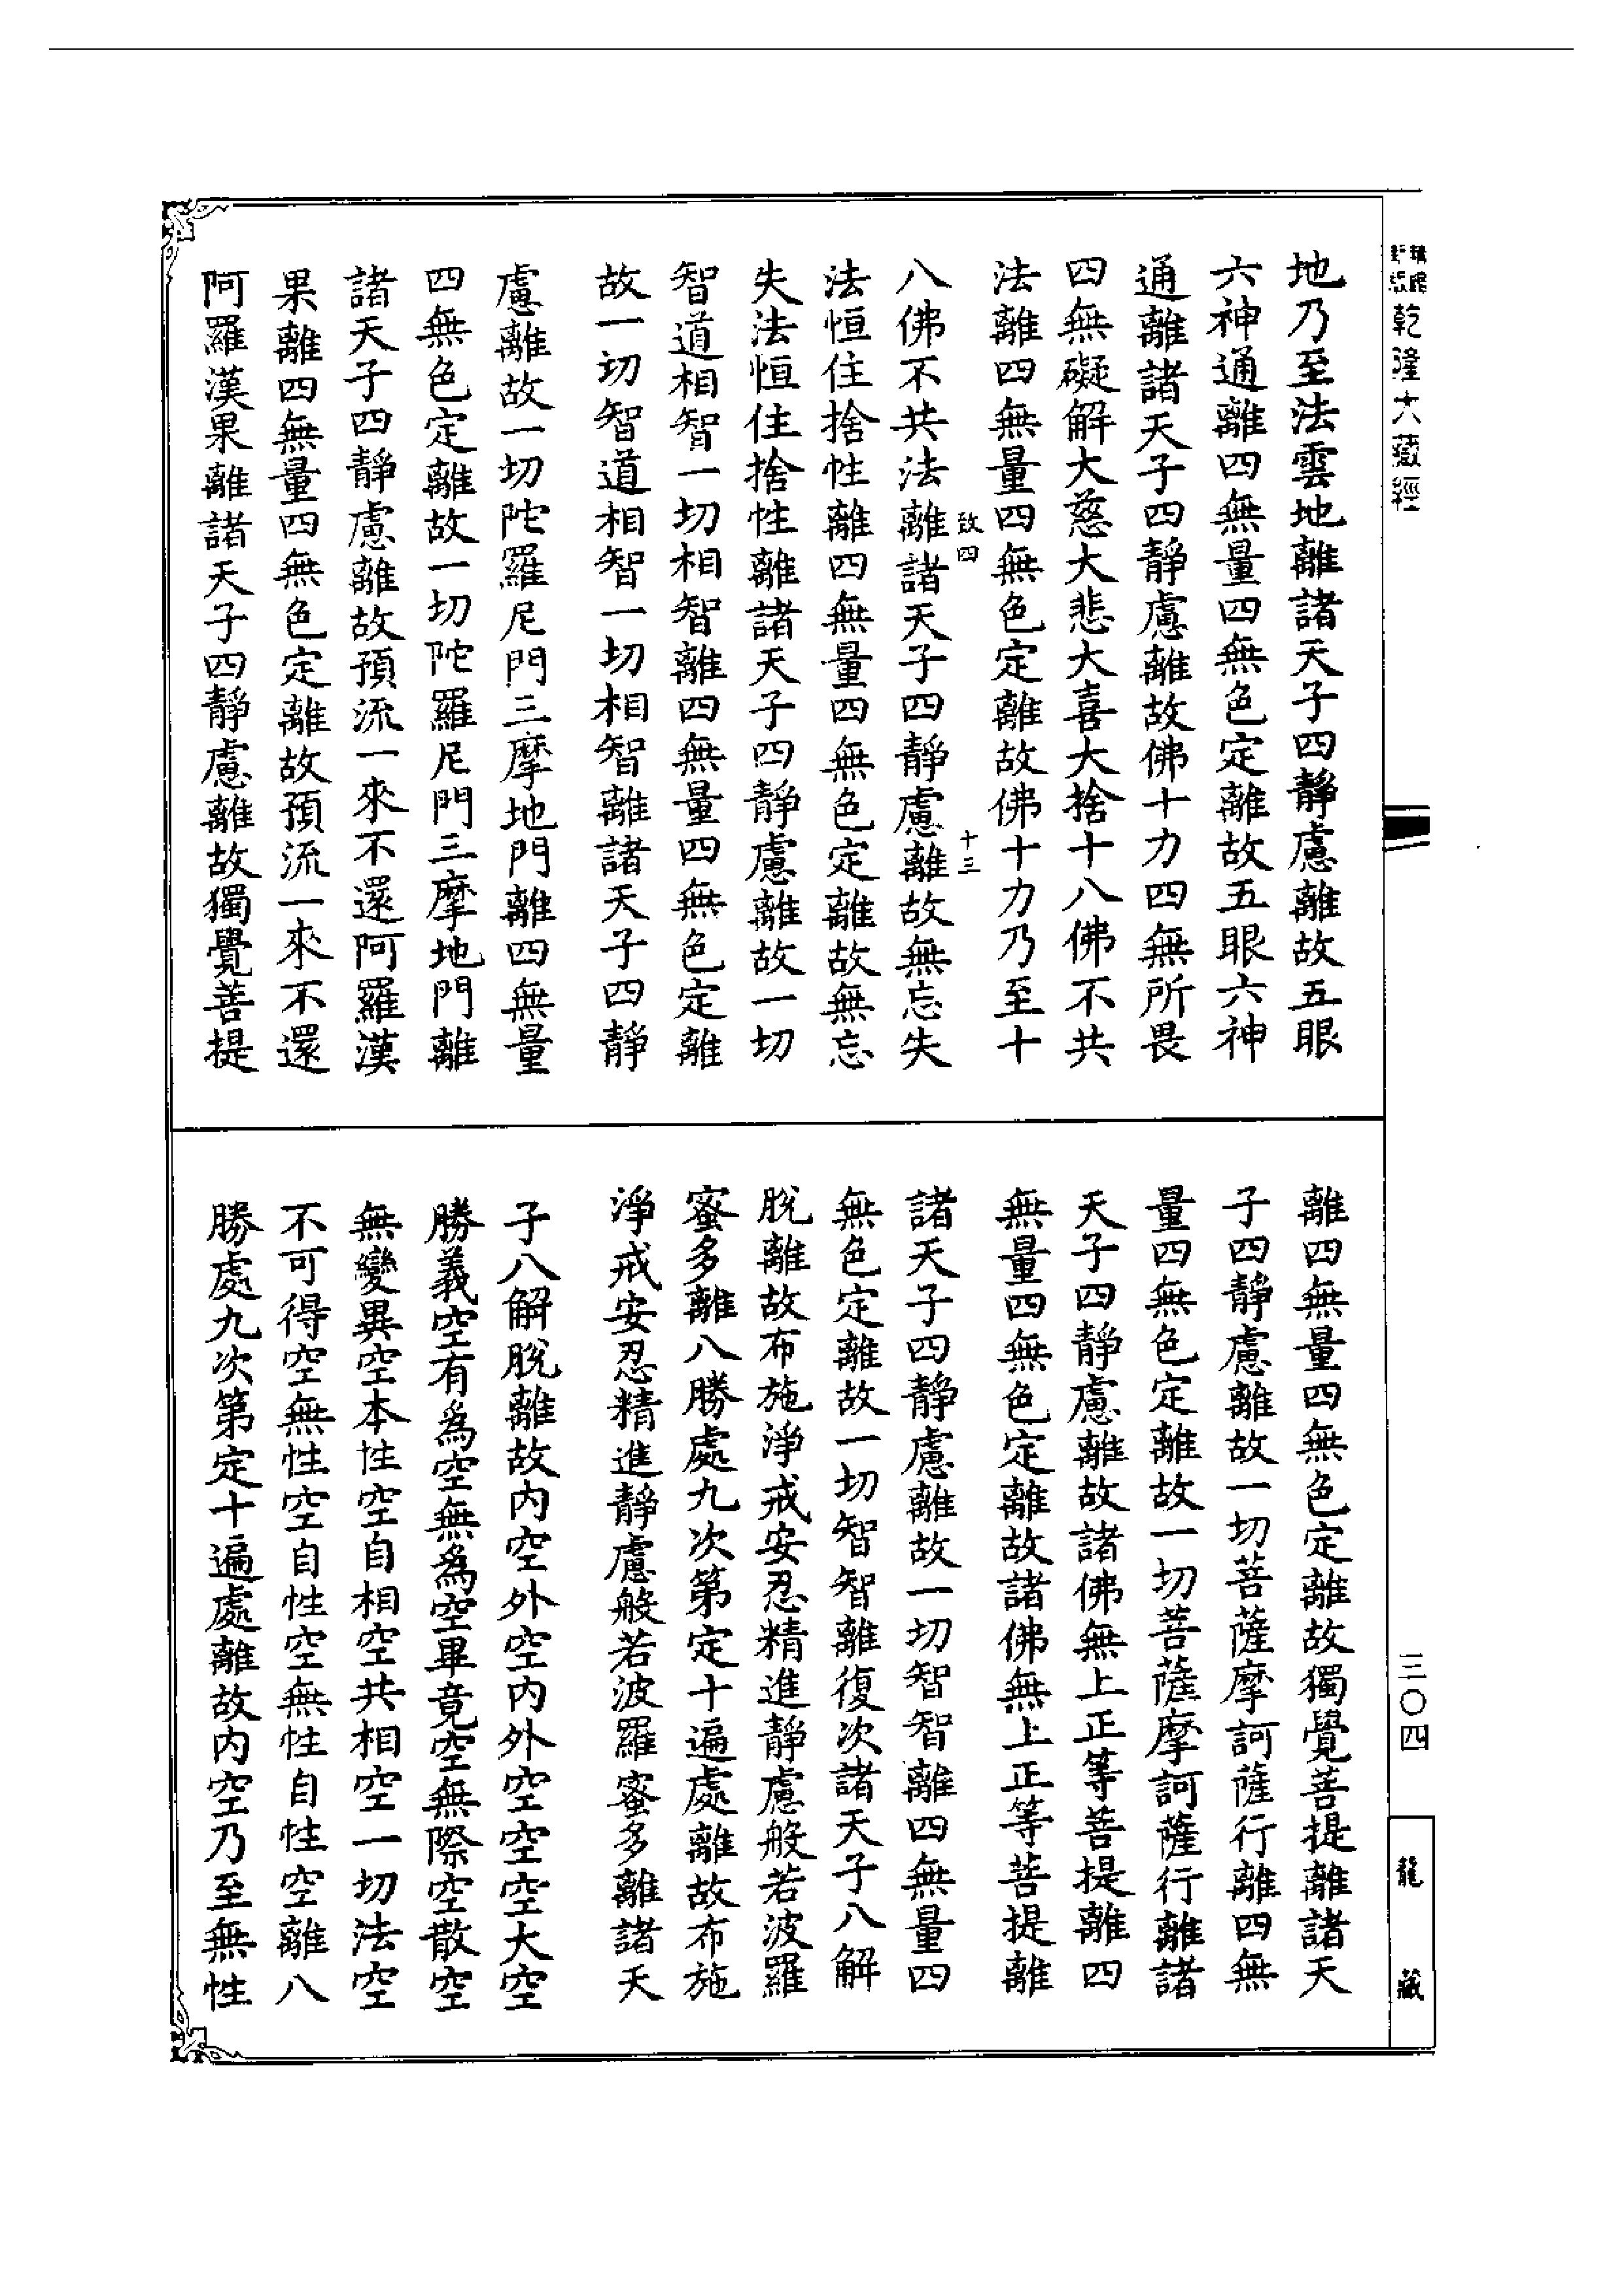 乾隆大藏經
地乃至法雲地離諸天子四靜慮離故五眼
六神通離四無量四無色定離故五眼六神
通離諸天子四靜慮離故佛十力四無所畏
四無礙解大慈大悲大喜大捨十八佛不共
法離四無量四無色定離故佛十力乃至十
十三
八佛不共法離諸天子四靜慮離故無忘失
法恒住捨性離四無量四無色定離故無忘
失法恒住捨性離諸天子四靜慮離故一切
智道相智一切相智離四無量四無色定離
故一切智道相智一切相智離諸天子四靜
慮離故一切陀羅尼門三摩地門離四無量
四無色定離故一切陀羅尼門三摩地門離
諸天子四靜慮離故預流一來不還阿羅漢
果離四無量四無色定離故預流一來不還
阿羅漢果離諸天子四靜慮離故獨覺菩提
離四無量四無色定離故獨覺菩提離諸天
子四靜慮離故一切菩薩摩訶薩行離四無
量四無色定離故一切菩薩摩訶薩行離諸
天子四靜慮離故諸佛無上正等菩提離四
無量四無色定離故諸佛無上正等菩提離
諸天子四靜慮離故一切智智離四無量四
無色定離故一切智智離復次諸天子八解
脫離故布施淨戒安忍精進靜慮般若波羅
蜜多離八勝處九次第定十遍處離故布施
淨戒安忍精進靜慮般若波羅蜜多離諸天
子八解脫離故內空外空內外空空空大空
勝義空有為空無為空畢竟空無際空散空
無變異空本性空自相空共相空一切法空
不可得空無性空自性空無性自性空離八
勝處九次第定十遍處離故內空乃至無性
三〇四
龍藏